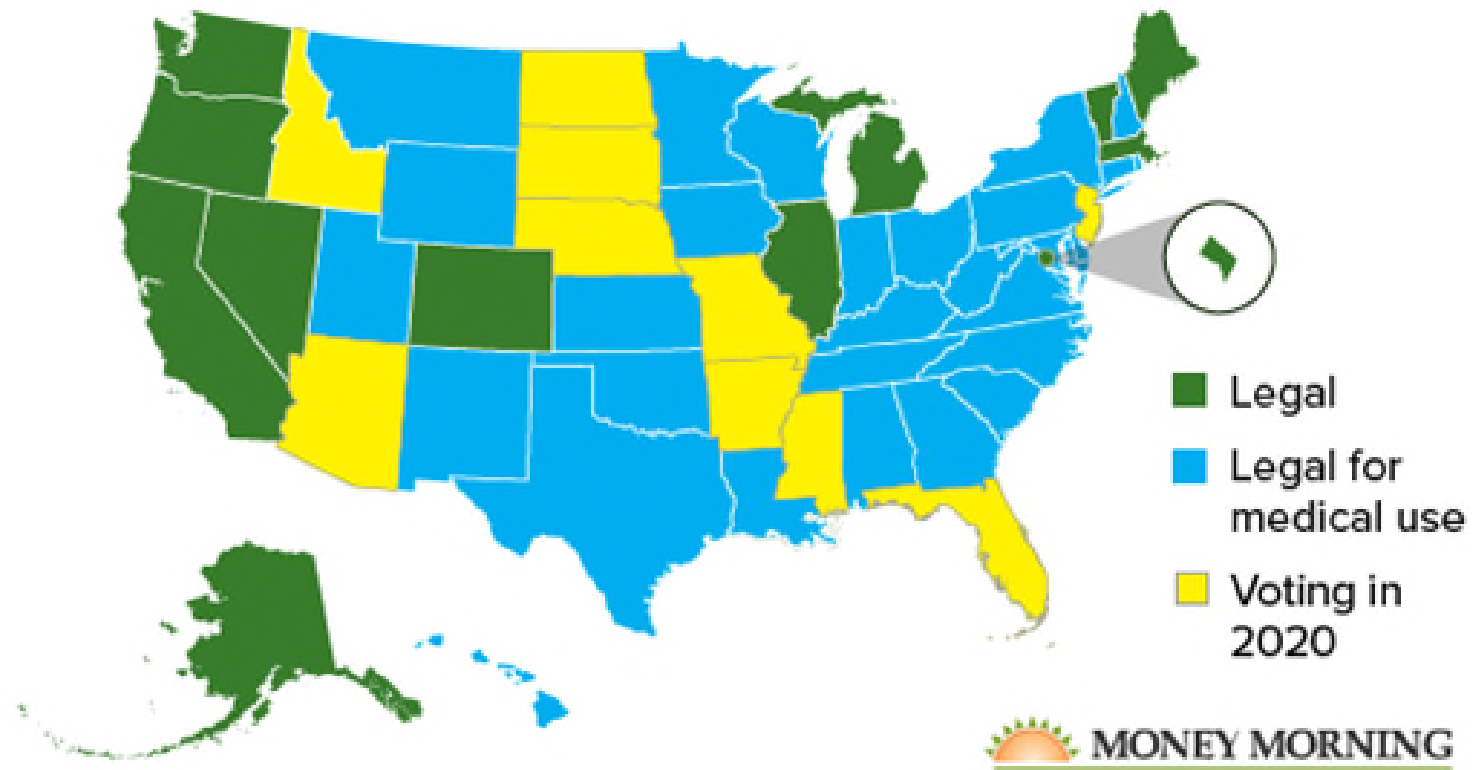 Legal
Legal for
medical use
Voting in
2020
MONEY MORNING